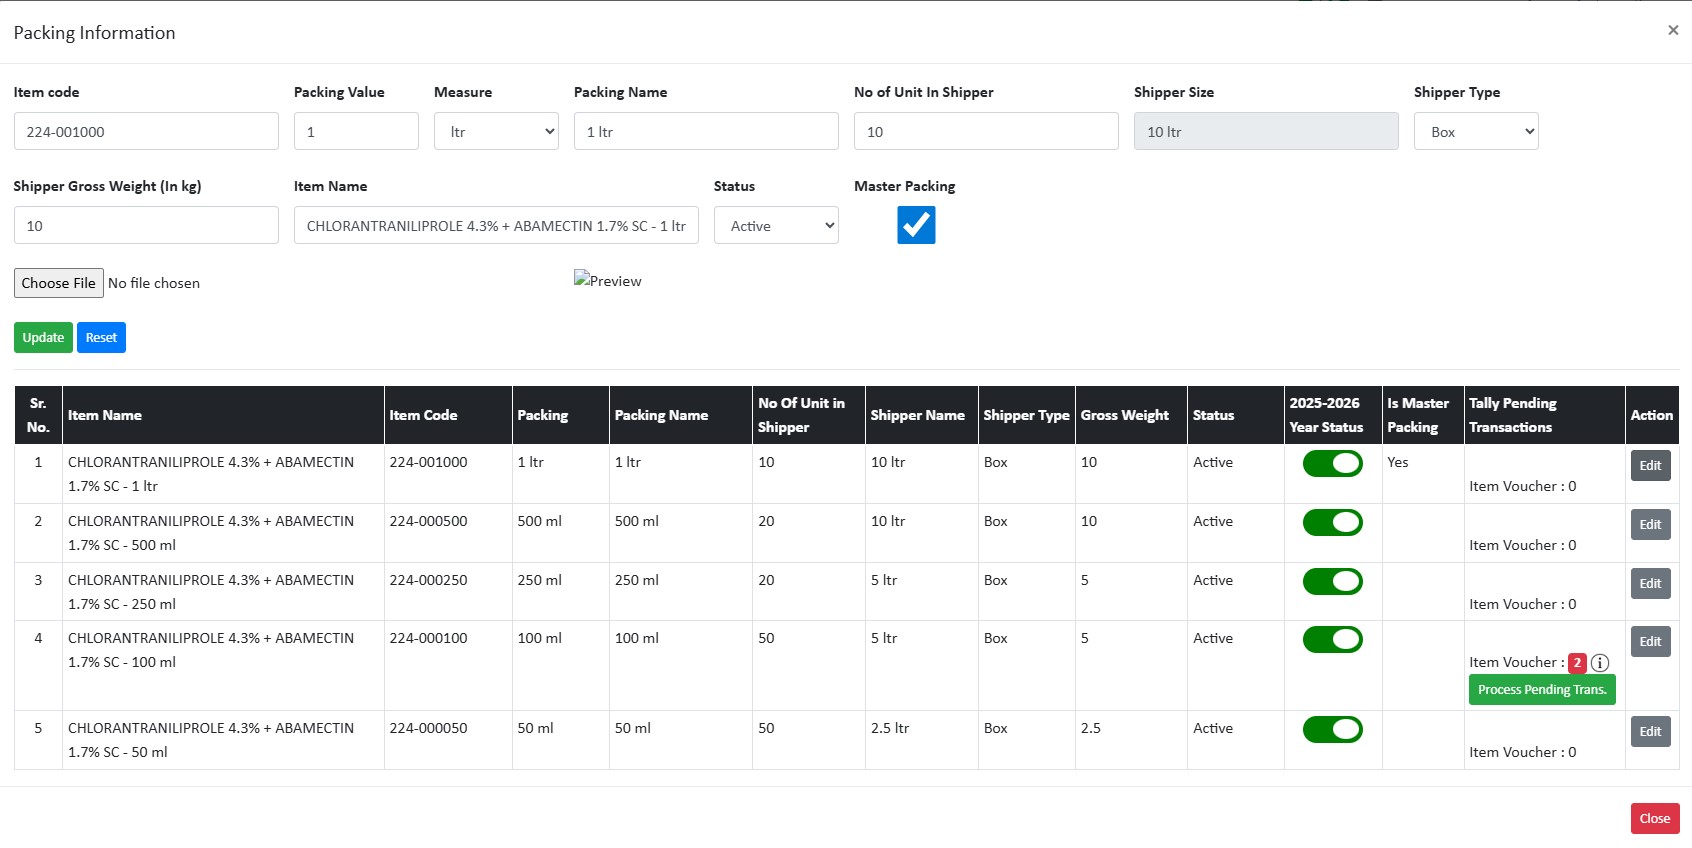 Packing Information
×
Item code
Packing Value
Measure
Packing Name
No of Unit In Shipper
Shipper Size
Shipper Type
224-001000
1
ltr
1 ltr
10
10 ltr
Box
Shipper Gross Weight (In kg)
Item Name
Status
Master Packing
10
CHLORANTRANILIPROLE 4.3% + ABAMECTIN 1.7% SC - 1 ltr
Active
Choose File No file chosen
Preview
Update
Reset
Sr. No.
Item Name
Item Code
Packing
Packing Name
No Of Unit in Shipper
Shipper Name
Shipper Type
Gross Weight
Status
2025-2026 Year Status
Is Master Packing
Tally Pending Transactions
Action
1
CHLORANTRANILIPROLE 4.3% + ABAMECTIN
1.7% SC - 1 ltr
224-001000
1 ltr
1 ltr
10
10 ltr
Box
10
Active
Yes
Item Voucher : 0
Edit
2
CHLORANTRANILIPROLE 4.3% + ABAMECTIN
1.7% SC - 500 ml
224-000500
500 ml
500 ml
20
10 ltr
Box
10
Active
Item Voucher : 0
Edit
3
CHLORANTRANILIPROLE 4.3% + ABAMECTIN
1.7% SC - 250 ml
224-000250
250 ml
250 ml
20
5 ltr
Box
5
Active
Item Voucher : 0
Edit
4
CHLORANTRANILIPROLE 4.3% + ABAMECTIN
1.7% SC - 100 ml
224-000100
100 ml
100 ml
50
5 ltr
Box
5
Active
Item Voucher : 2
Process Pending Trans.
Edit
5
CHLORANTRANILIPROLE 4.3% + ABAMECTIN
1.7% SC - 50 ml
224-000050
50 ml
50 ml
50
2.5 ltr
Box
2.5
Active
Item Voucher : 0
Edit
Close